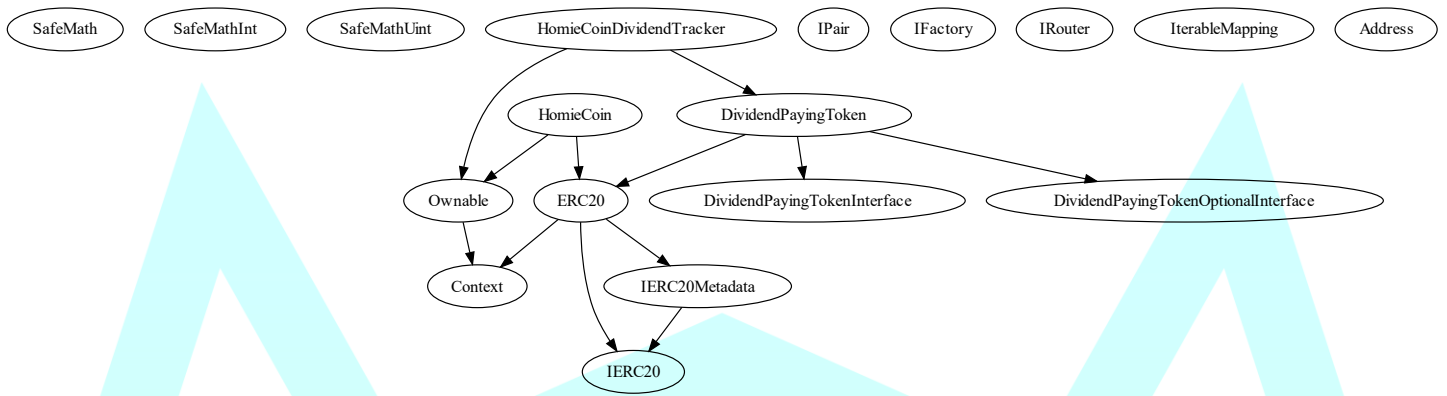 SafeMath
SafeMathInt
SafeMathUint
HomieCoinDividendTracker
IPair
IFactory
IRouter
IterableMapping
Address
HomieCoin
DividendPayingToken
Ownable
ERC20
DividendPayingTokenInterface
DividendPayingTokenOptionalInterface
Context
IERC20Metadata
IERC20